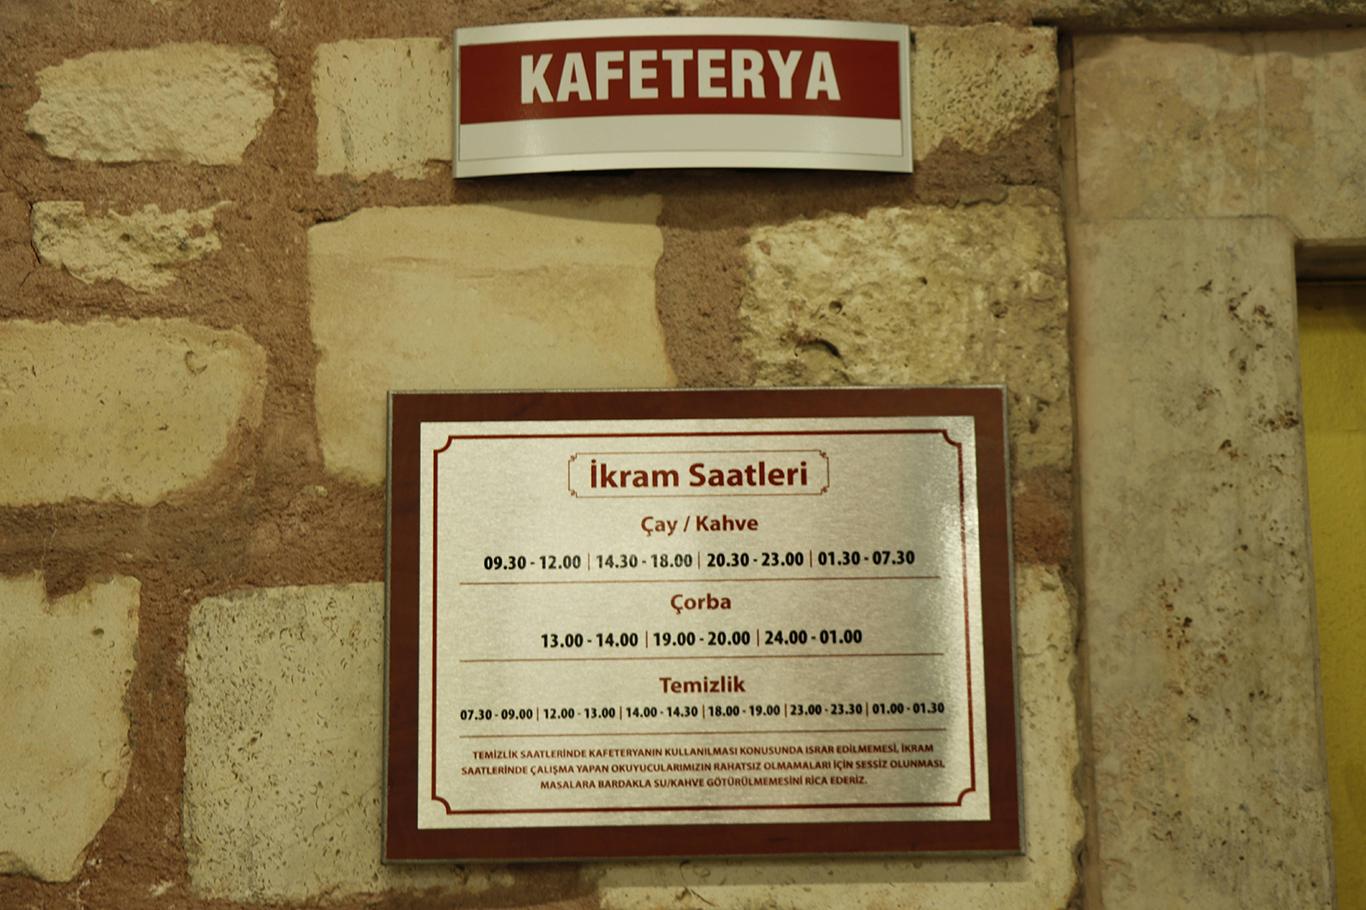 KAFETERYA
İkram Saatleri
Çay / Kahve
09.30 - 12.00 | 14.30 - 18.00 | 20.30 - 23.00 | 01.30 - 07.30
Çorba
13.00 - 14.00 | 19.00 - 20.00 | 24.00 - 01.00
Temizlik
07.30 - 09.00 | 12.00 - 13.00 | 14.00 - 14.30 | 18.00 - 19.00 | 23.00 - 23.30 | 01.00 - 01.30
TEMİZLİK SAATLERİNDE KAFETERYANIN KULLANILMASI KONUSUNDA ISRAR EDİLMEMESİ, İKRAM
SAATLERİNDE ÇALIŞMA YAPAN OKUYUCULARIMIZIN RAHATSIZ OLMAMALARI İÇİN SESSİZ OLUNMASI,
MASALARA BARDAKLA SU/KAHVE GÖTÜRÜLMEMESİNİ RİCA EDERİZ.